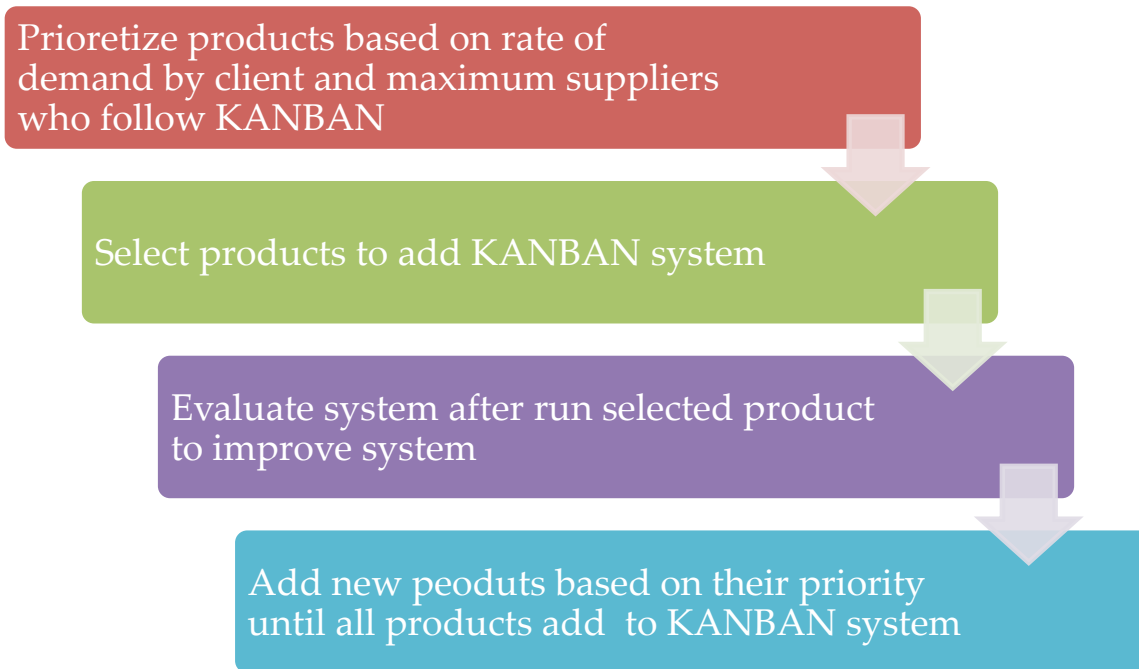 Prioretize products based on rate of
demand by client and maximum suppliers
who follow KANBAN
Select products to add KANBAN system
Evaluate system after run selected product
to improve system
Add new peoduts based on their priority
until all products add  to KANBAN system